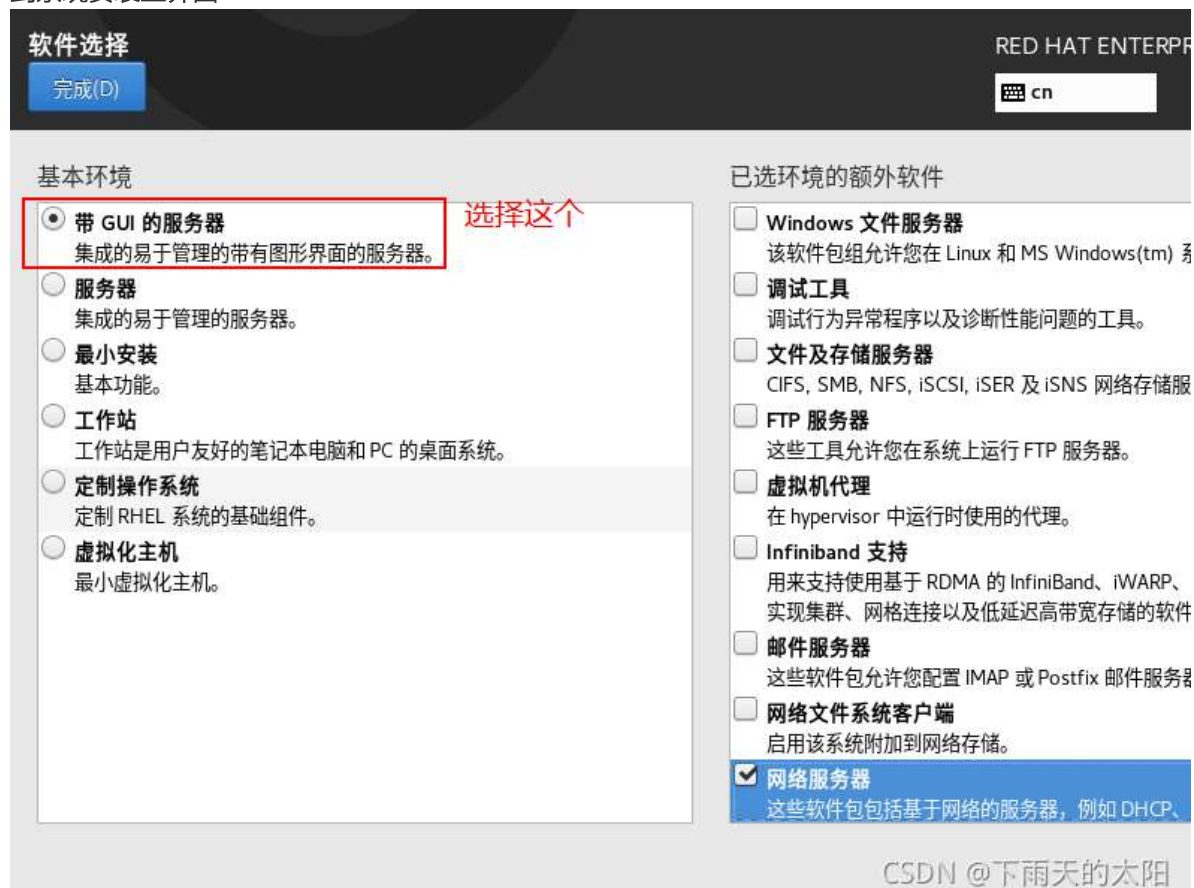 软件选择
RED HAT ENTERPR
完成(D)
cn
基本环境
带 GUI 的服务器
集成的易于管理的带有图形界面的服务器。
选择这个
服务器
集成的易于管理的服务器。
最小安装
基本功能。
工作站
工作站是用户友好的笔记本电脑和 PC 的桌面系统。
定制操作系统
定制 RHEL 系统的基础组件。
虚拟化主机
最小虚拟化主机。
已选环境的额外软件
Windows 文件服务器
该软件包组允许您在 Linux 和 MS Windows(tm) 系
调试工具
调试行为异常程序以及诊断性能问题的工具。
文件及存储服务器
CIFS, SMB, NFS, iSCSI, iSER 及 iSNS 网络存储服
FTP 服务器
这些工具允许您在系统上运行 FTP 服务器。
虚拟机代理
在 hypervisor 中运行时使用的代理。
Infiniband 支持
用来支持使用基于 RDMA 的 InfiniBand、iWARP、
实现集群、网格连接以及低延迟高带宽存储的软件
邮件服务器
这些软件包允许您配置 IMAP 或 Postfix 邮件服务器
网络文件系统客户端
启用该系统附加到网络存储。
网络服务器
这些软件包包括基于网络的服务器，例如 DHCP、
CSDN @下雨天的太阳